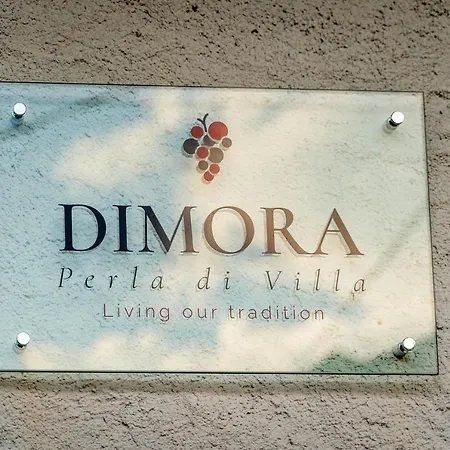 DIMORA
Perla di Villa
Living our tradition